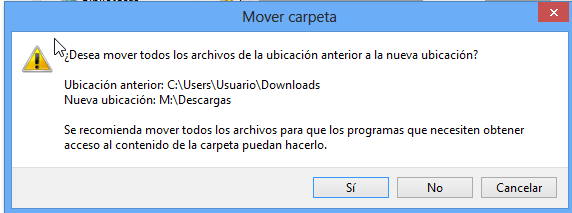 Mover carpeta
¿Desea mover todos los archivos de la ubicación anterior a la nueva ubicación?
Ubicación anterior: C:\Users\Usuario\Downloads
Nueva ubicación: M:\Descargas
Se recomienda mover todos los archivos para que los programas que necesiten obtener
acceso al contenido de la carpeta puedan hacerlo.
Sí
No
Cancelar